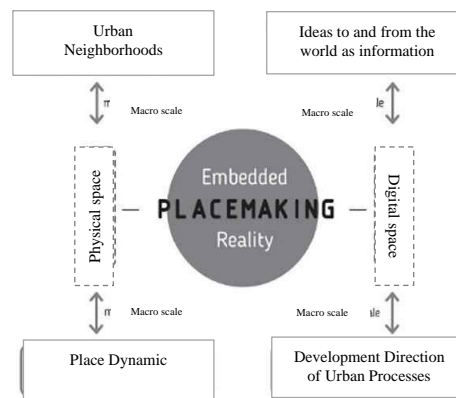 Urban
Neighborhoods
Ideas to and from the
world as information
Macro scale
Macro scale
Physical space
Embedded
PLACEMAKING
Reality
Digital space
Macro scale
Macro scale
Place Dynamic
Development Direction
of Urban Processes